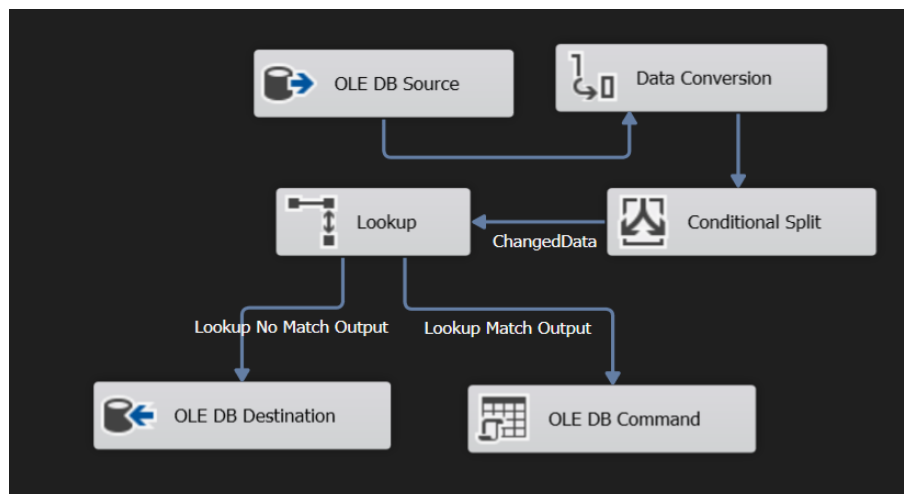 OLE DB Source
Data Conversion
Lookup
ChangedData
Conditional Split
Lookup No Match Output
Lookup Match Output
OLE DB Destination
OLE DB Command